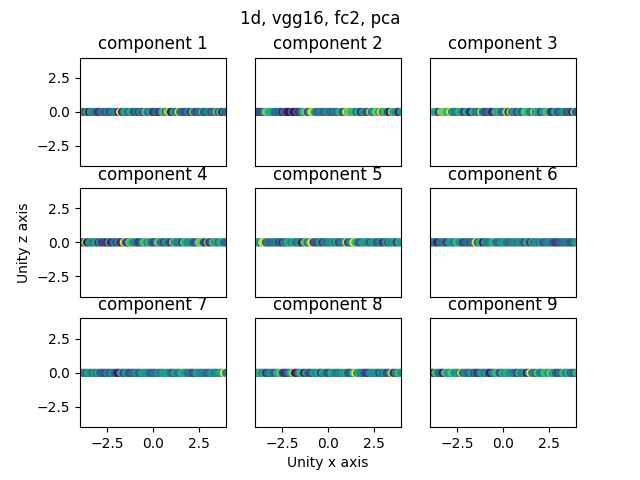 1d, vgg16, fc2, pca
component 1 component 2 component 3
2.5
0.0
−2.5
component 4 component 5 component 6
2.5
0.0
−2.5
Unity z axis
component 7 component 8 component 9
2.5
0.0
−2.5
−2.5 0.0 2.5 −2.5 0.0 2.5 −2.5 0.0 2.5
Unity x axis